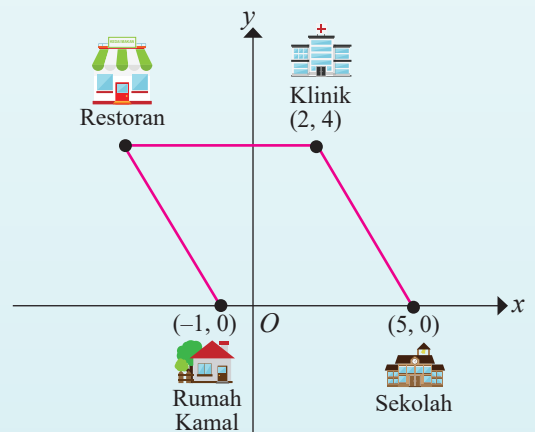 y
Restoran
Klinik
(2, 4)
x
(–1, 0)
O
(5, 0)
Rumah
Kamal
Sekolah